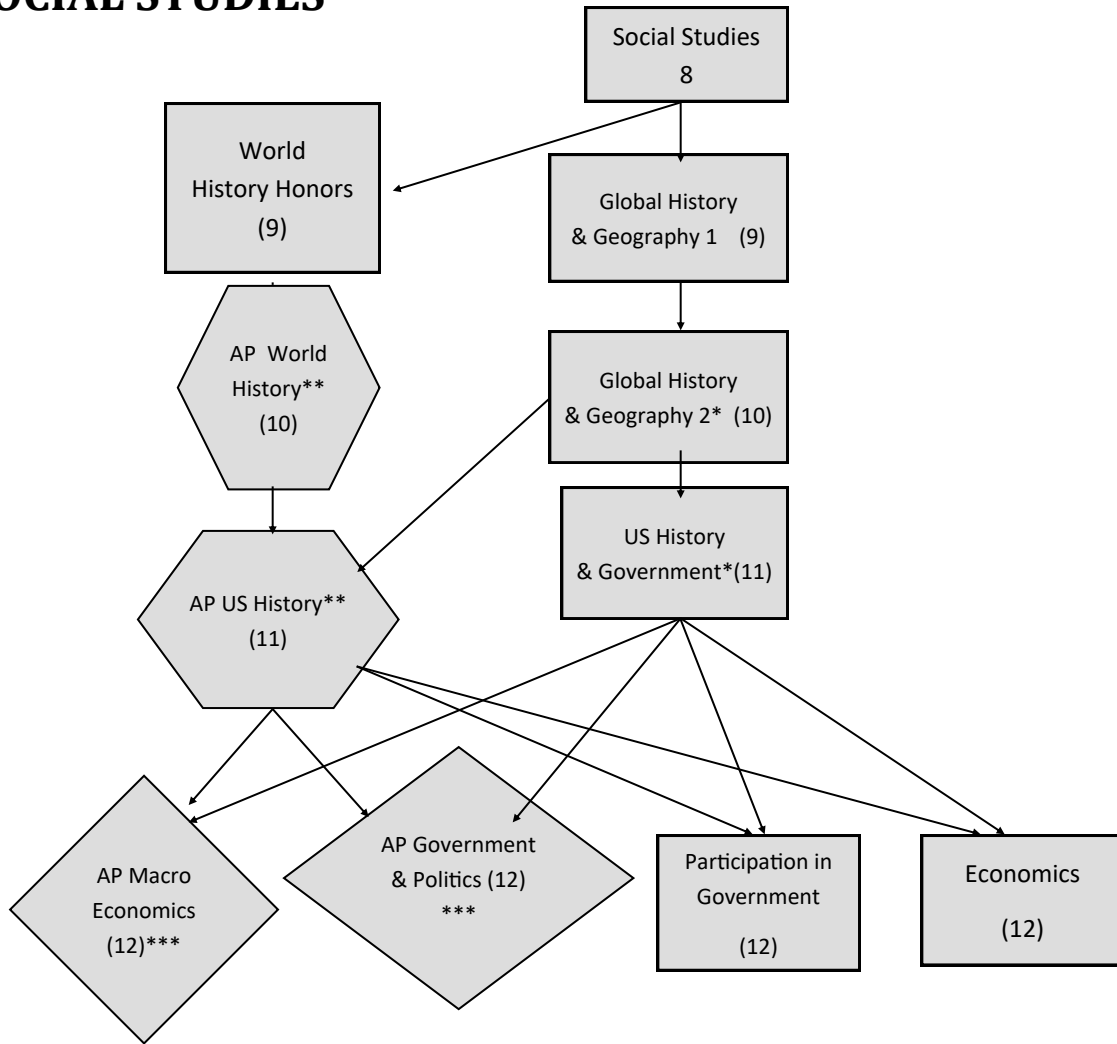 SOCIAL STUDIES
Social Studies
8
World
History Honors
(9)
Global History
& Geography 1 (9)
AP World
History**
(10)
Global History
& Geography 2* (10)
US History
& Government*(11)
AP US History**
(11)
AP Macro
Economics
(12)***
AP Government
& Politics (12)
***
Participation in
Government
(12)
Economics
(12)